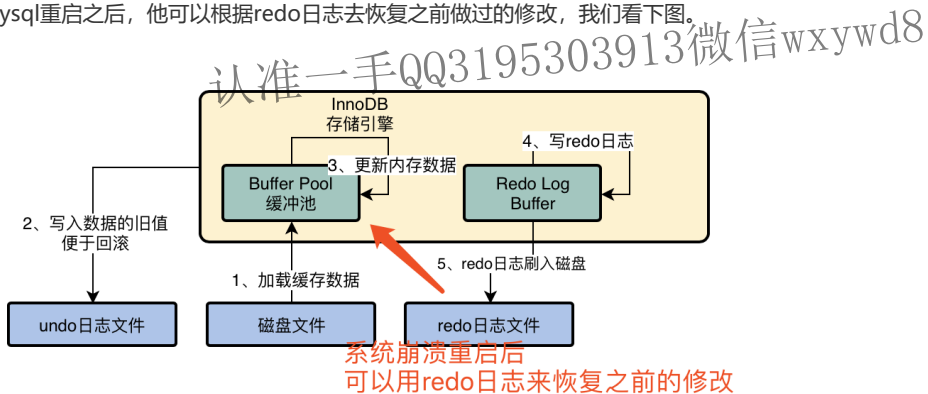 ysql重启之后，他可以根据redo日志去恢复之前做过的修改，我们看下图。
认准一手QQ3195303913微信wxywd8
InnoDB
存储引擎
4、写redo日志
3、更新内存数据
Buffer Pool
缓冲池
Redo Log
Buffer
2、写入数据的旧值
便于回滚
5、redo日志刷入磁盘
1、加载缓存数据
undo日志文件
磁盘文件
redo日志文件
系统崩溃重启后
可以用redo日志来恢复之前的修改